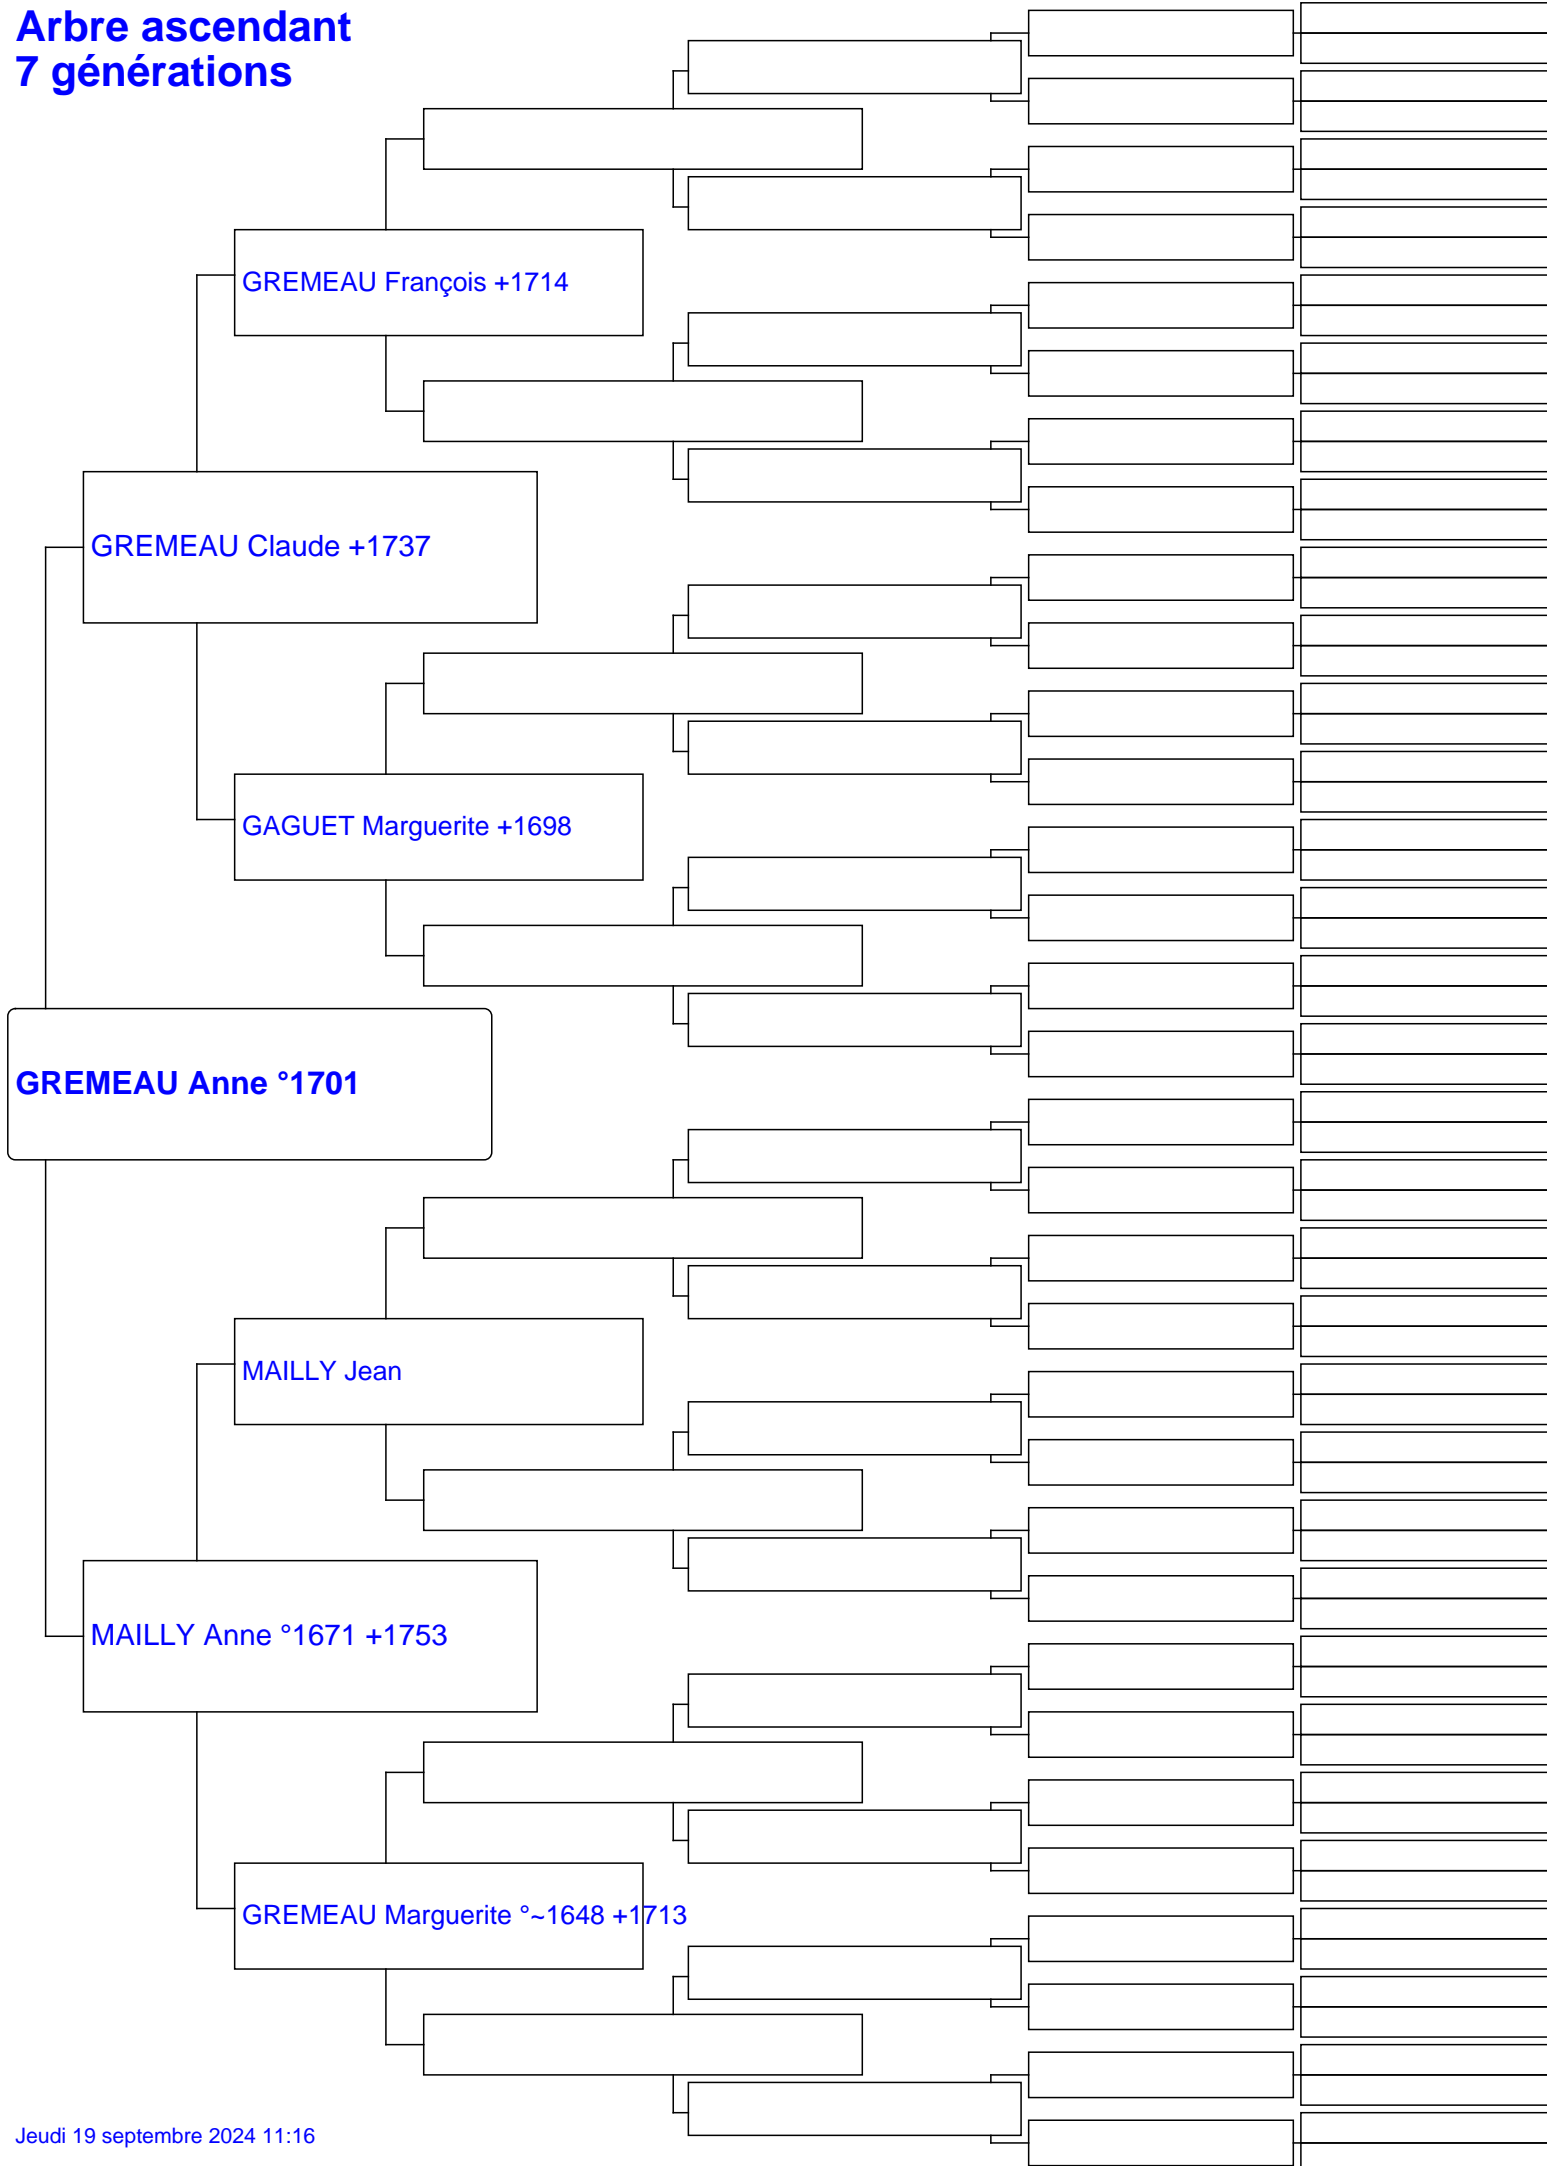 Arbre ascendant
7 générations
GREMEAU François +1714
GREMEAU Claude +1737
GAGUET Marguerite +1698
GREMEAU Anne °1701
MAILLY Jean
MAILLY Anne °1671 +1753
GREMEAU Marguerite °~1648 +1713
Jeudi 19 septembre 2024 11:16